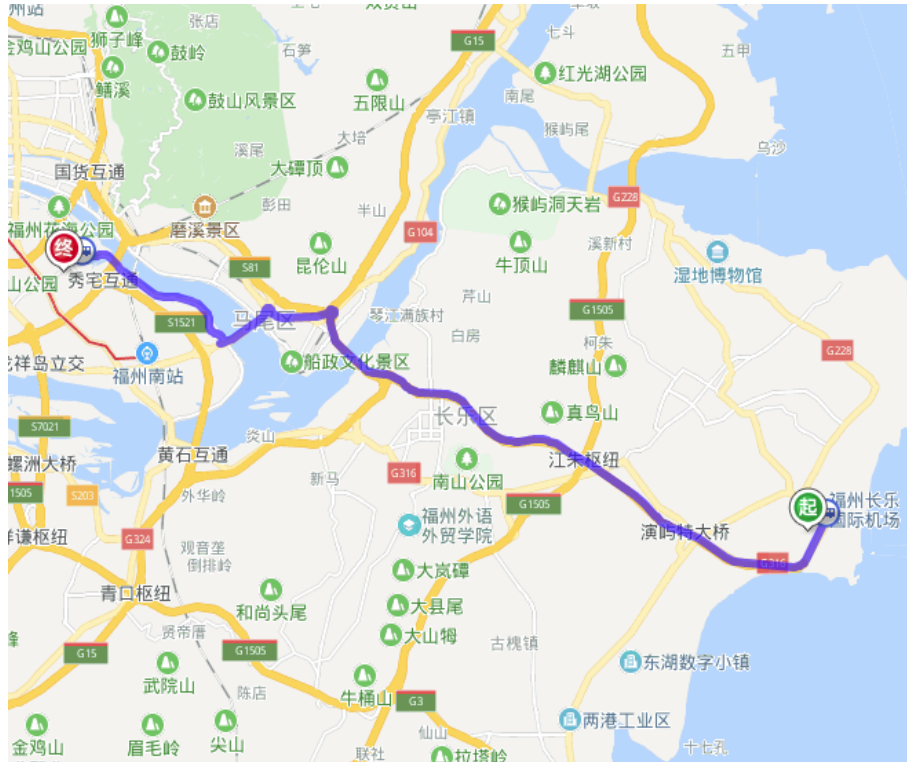 州站
张店
G15
七斗
五甲
金鸡山公园
狮子峰
鼓岭
石笋
鳝溪
鼓山风景区
五限山
红光湖公园
南尾
亭江镇
猴屿尾
乌沙
溪尾
大培
大磹顶
国货互通
彭田
半山
猴屿洞天岩
G228
福州花海公园
磨溪景区
G104
溪新村
终
昆伦山
牛顶山
湿地博物馆
S81
山公园
秀宅互通
芹山
G1505
S1521
马尾区
琴江满族村
白房
柯朱
G228
龙祥岛立交
福州南站
船政文化景区
麟麒山
长乐区
真鸟山
S7021
炎山
螺洲大桥
黄石互通
新马
G316
南山公园
江朱枢纽
1505
S203
外华岭
G1505
福州长乐
国际机场
起
福州外语
外贸学院
祥谦枢纽
G324
观音垄
倒排岭
演屿特大桥
G316
大岚磹
青口枢纽
和尚头尾
大县尾
贤帝厝
大山牳
古槐镇
G15
G1505
武院山
陈店
牛桶山
G3
东湖数字小镇
金鸡山
眉毛岭
尖山
仙山
两港工业区
联社
拉塔岭
十七孔